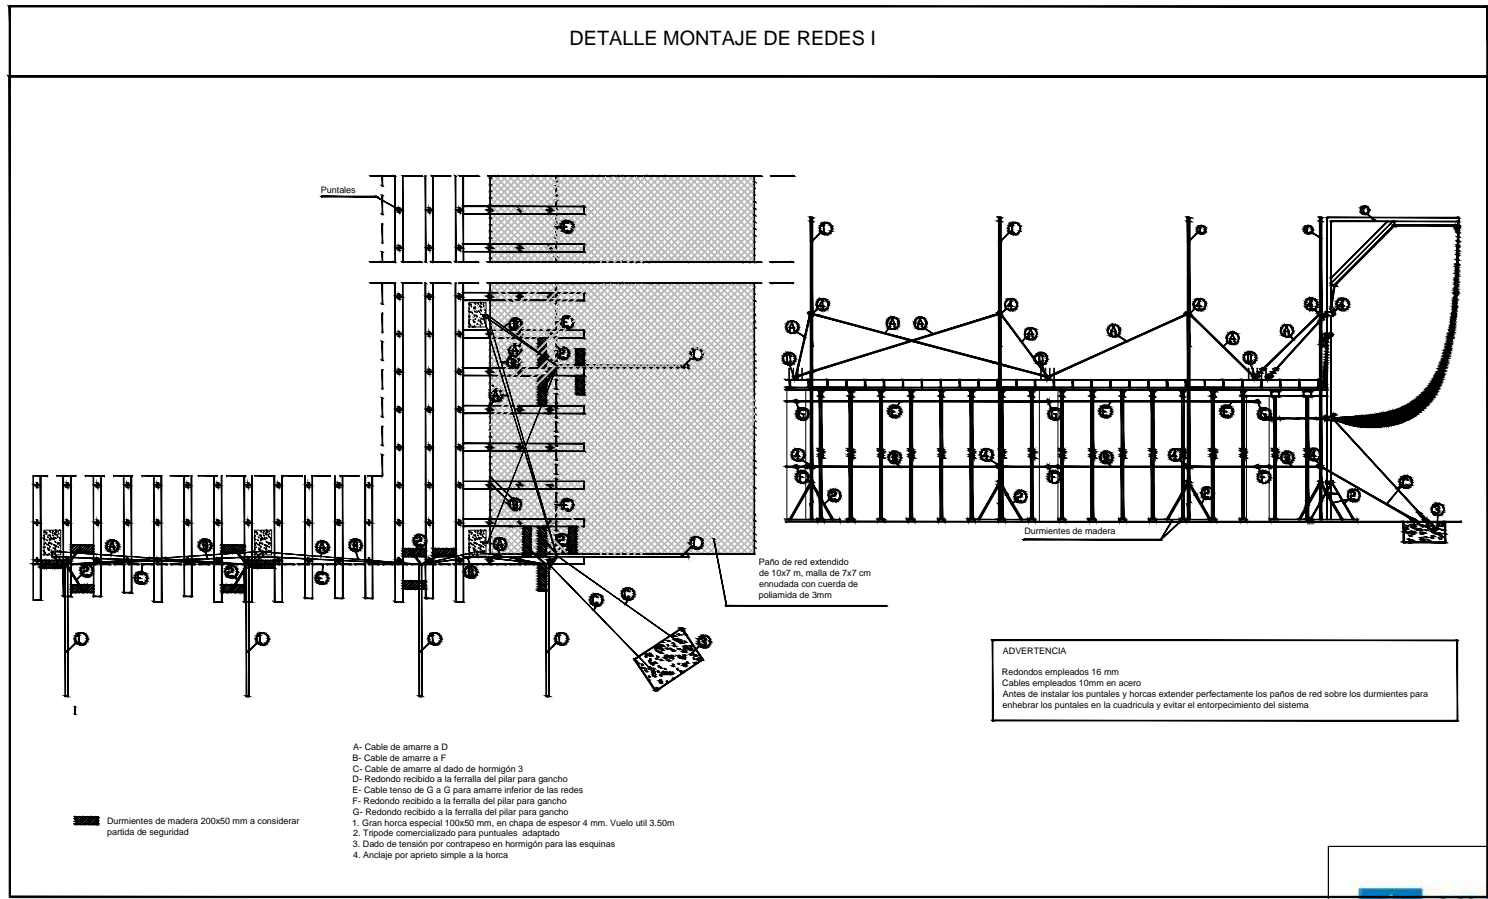 DETALLE MONTAJE DE REDES I
Puntales
Durmientes de madera
Paño de red extendido
de 10x7 m, malla de 7x7 cm
ennudada con cuerda de
poliamida de 3mm
ADVERTENCIA
Redondos empleados 16 mm
Cables empleados 10mm en acero
Antes de instalar los puntales y horcas extender perfectamente los paños de red sobre los durmientes para
enhebrar los puntales en la cuadricula y evitar el entorpecimiento del sistema
I
A- Cable de amarre a D
B- Cable de amarre a F
C- Cable de amarre al dado de hormigón 3
D- Redondo recibido a la ferralla del pilar para gancho
E- Cable tenso de G a G para amarre inferior de las redes
F- Redondo recibido a la ferralla del pilar para gancho
G- Redondo recibido a la ferralla del pilar para gancho
1. Gran horca especial 100x50 mm, en chapa de espesor 4 mm. Vuelo util 3.50m
2. Tripode comercializado para puntuales adaptado
3. Dado de tensión por contrapeso en hormigón para las esquinas
4. Anclaje por aprieto simple a la horca
Durmientes de madera 200x50 mm a considerar
partida de seguridad